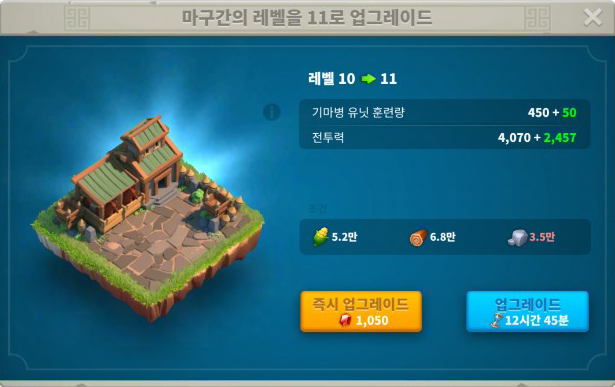 마구간의 레벨을 11로 업그레이드
레벨 10 11
기마병 유닛 훈련량 450 + 50
전투력 4,070 + 2,457
조건
5.2만 6.8만 3.5만
즉시 업그레이드 업그레이드
1,050 12시간 45분